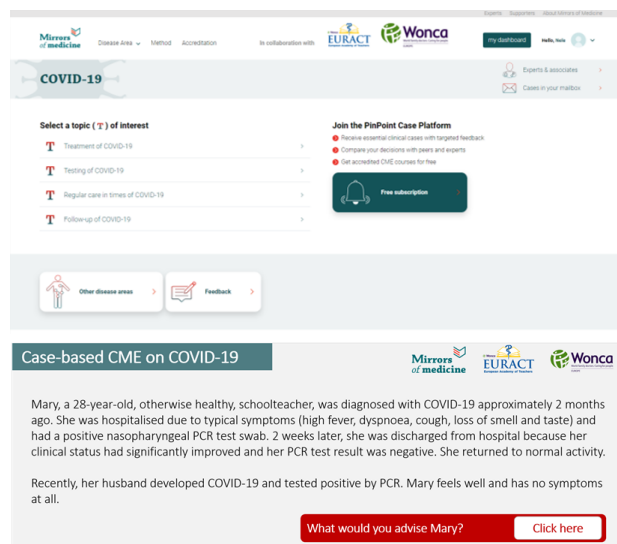 Experts Supporters About Mirrors of Medicine
Mirrors
of medicine
Disease Area
Method
Accreditation
In collaboration with
EURACT
Wonca
my dashboard
Hello, Nele
COVID-19
Experts & associates
Cases in your mailbox
Select a topic ( T ) of interest
T Treatment of COVID-19
T Testing of COVID-19
T Regular care in times of COVID-19
T Follow-up of COVID-19
Join the PinPoint Case Platform
Receive essential clinical cases with targeted feedback
Compare your decisions with peers and experts
Get accredited CME courses for free
Free subscription
Other disease areas
Feedback
Case-based CME on COVID-19
Mirrors
of medicine
EURACT
Wonca
Mary, a 28-year-old, otherwise healthy, schoolteacher, was diagnosed with COVID-19 approximately 2 months
ago. She was hospitalised due to typical symptoms (high fever, dyspnoea, cough, loss of smell and taste) and
had a positive nasopharyngeal PCR test swab. 2 weeks later, she was discharged from hospital because her
clinical status had significantly improved and her PCR test result was negative. She returned to normal activity.
Recently, her husband developed COVID-19 and tested positive by PCR. Mary feels well and has no symptoms
at all.
What would you advise Mary?
Click here